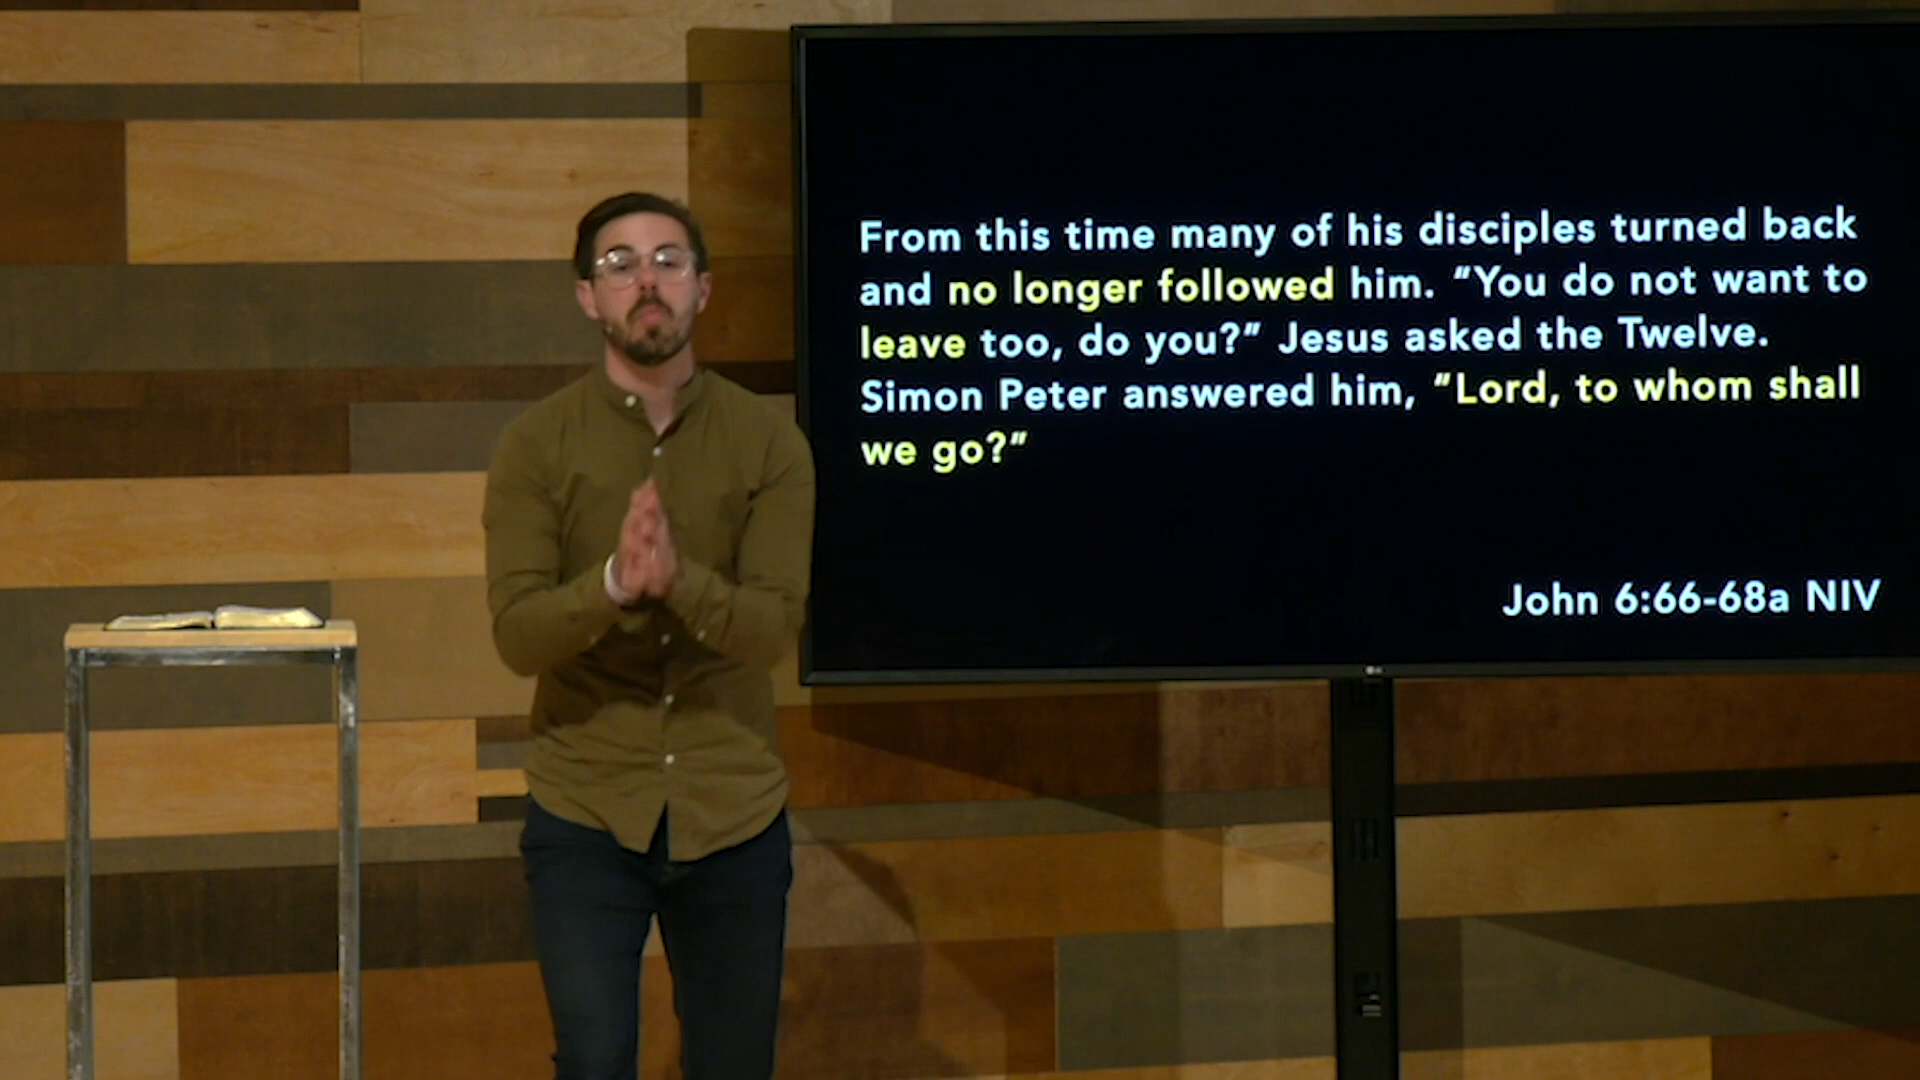 From this time many of his disciples turned back
and no longer followed him. “You do not want to
leave too, do you?” Jesus asked the Twelve.
Simon Peter answered him, “Lord, to whom shall
we go?”
John 6:66-68a NIV